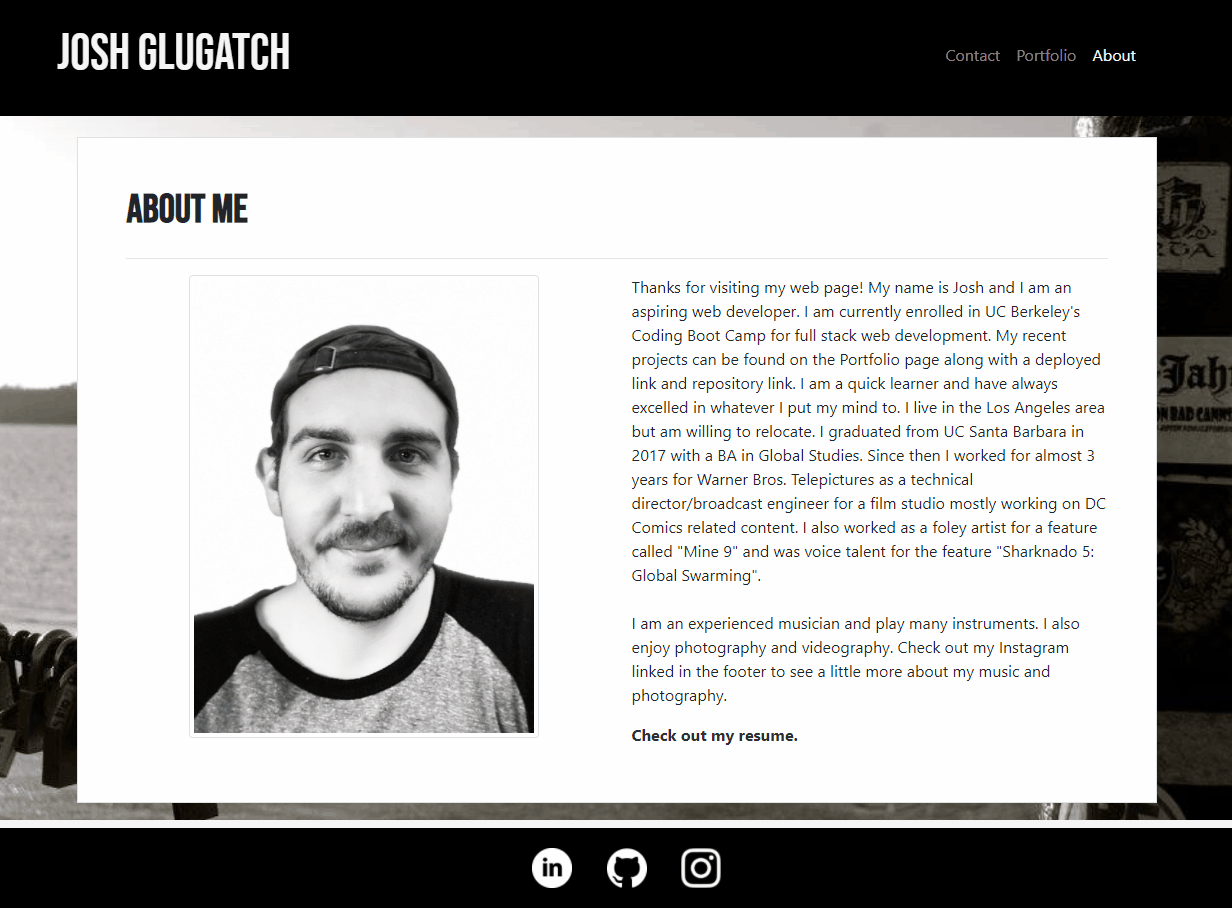 JOSH GLUGATCH
Contact Portfolio About
ABOUT ME
Thanks for visiting my web page! My name is Josh and I am an
aspiring web developer. I am currently enrolled in UC Berkeley's
Coding Boot Camp for full stack web development. My recent
projects can be found on the Portfolio page along with a deployed
link and repository link. I am a quick learner and have always
excelled in whatever I put my mind to. I live in the Los Angeles area
but am willing to relocate. I graduated from UC Santa Barbara in
2017 with a BA in Global Studies. Since then I worked for almost 3
years for Warner Bros. Telepictures as a technical
director/broadcast engineer for a film studio mostly working on DC
Comics related content. I also worked as a foley artist for a feature
called "Mine 9" and was voice talent for the feature "Sharknado 5:
Global Swarming".
I am an experienced musician and play many instruments. I also
enjoy photography and videography. Check out my Instagram
linked in the footer to see a little more about my music and
photography.
Check out my resume.
in